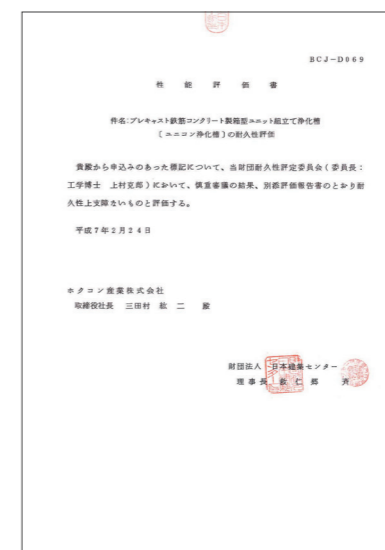 BCJ-D069
性能評価書
件名:プレキャスト鉄筋コンクリート製箱型ユニット組立て浄化槽
〔ユニコン浄化槽〕の耐久性評価
貴殿から申込みのあった標記について、当財団耐久性評定委員会(委員長:
工学博士 上村克郎)において、慎重審議の結果、別添評価報告書のとおり耐
久性上支障ないものと評価する。
平成7年2月24日
ホクコン産業株式会社
取締役社長 三田村 紘 二 殿
財団法人 日本建築センター
理事長 救仁郷 斉